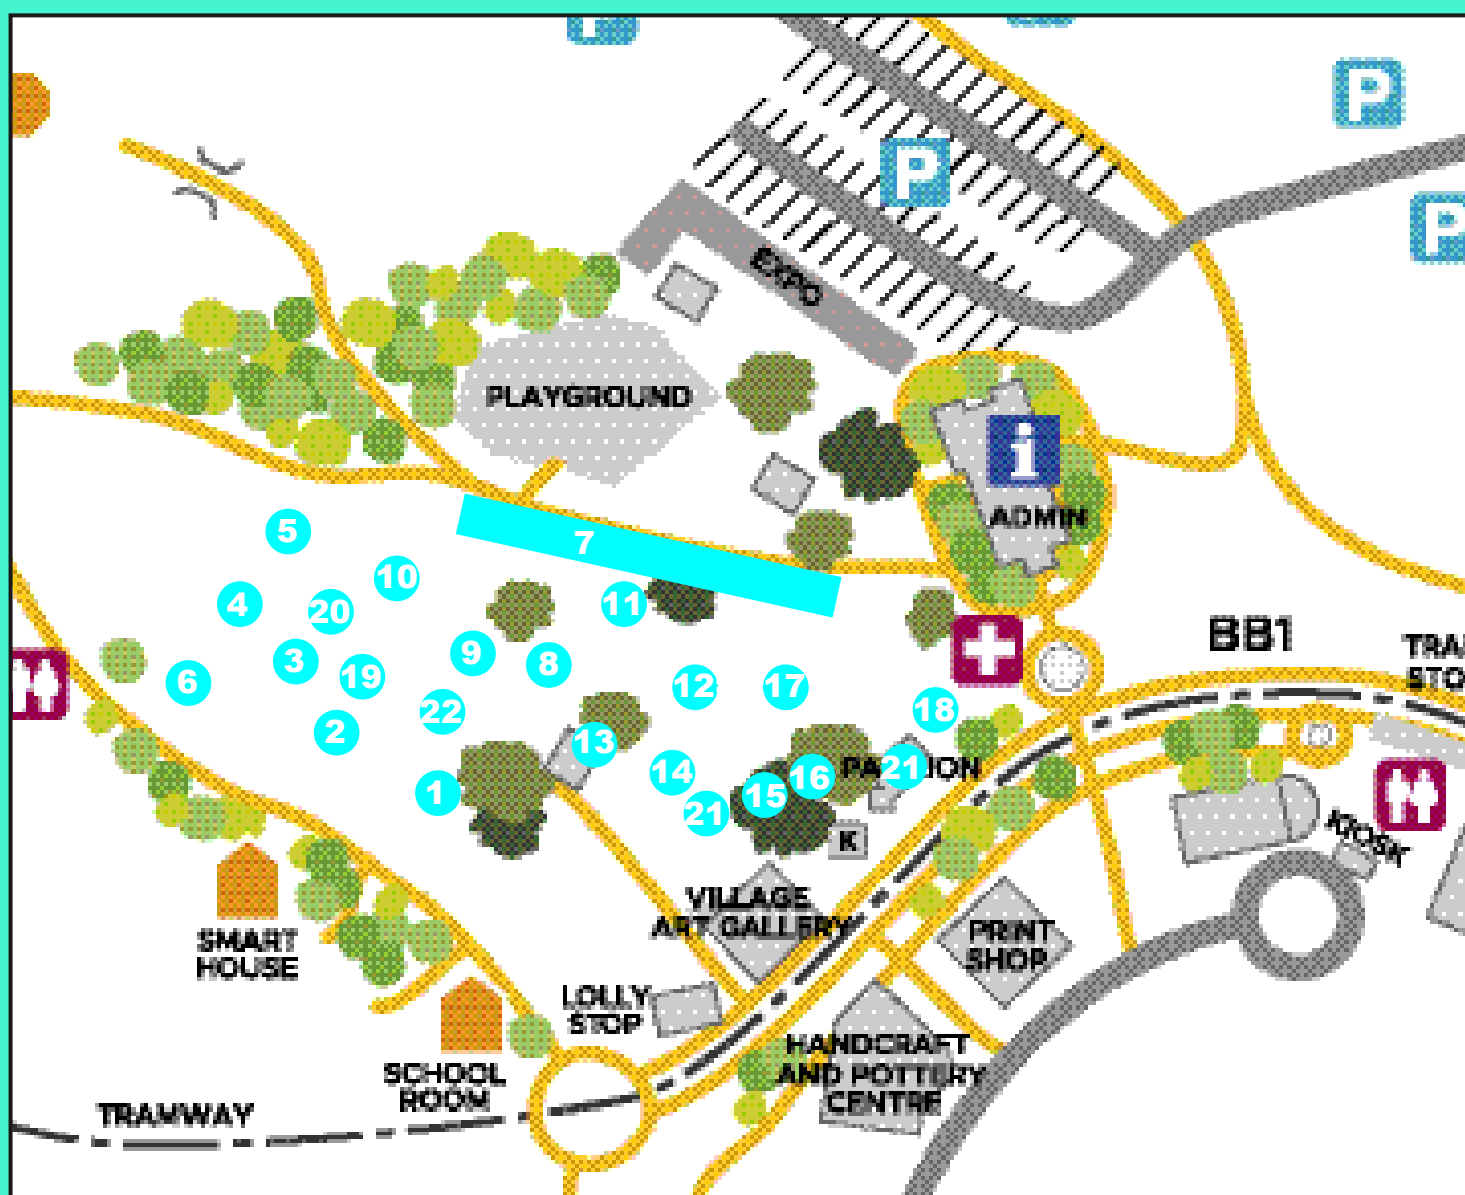 P
P
P
P
EXPO
PLAYGROUND
i
ADMIN
5
7
10
4
20
11
BB1
3
9
8
6
19
12
17
22
18
2
13
14
21
PA ION
1
15
16
21
K
KIOSK
VILLAGE
ART GALLERY
PRINT
SHOP
SMART
HOUSE
LOLLY
STOP
HANDCRAFT
AND POTTERY
CENTRE
SCHOOL
ROOM
TRAMWAY